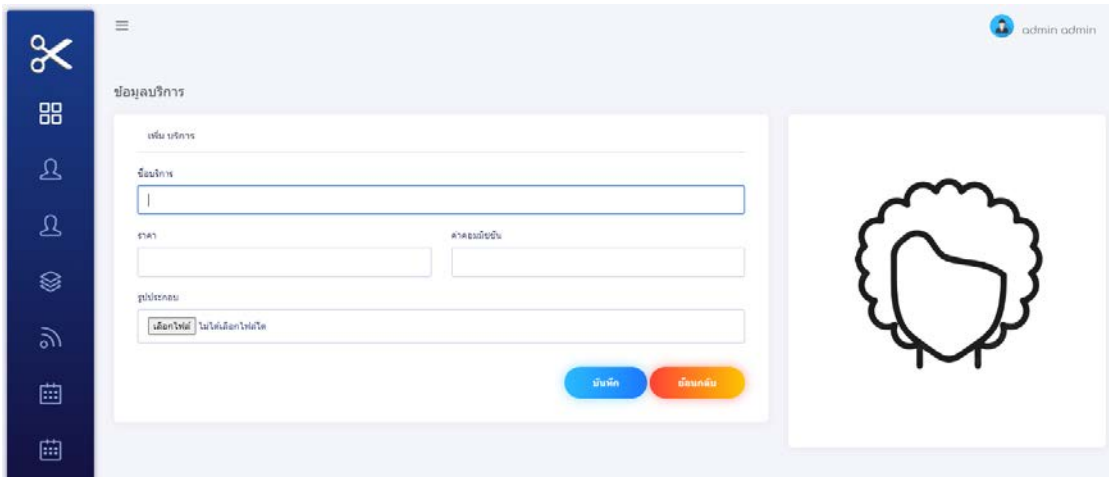 admin admin
ข้อมูลบริการ
เพิ่ม บริการ
ชื่อบริการ
ราคา ค่าคอมมิชชั่น
รูปประกอบ
เลือกไฟล์ ไม่ได้เลือกไฟล์ใด
บันทึก ย้อนกลับ